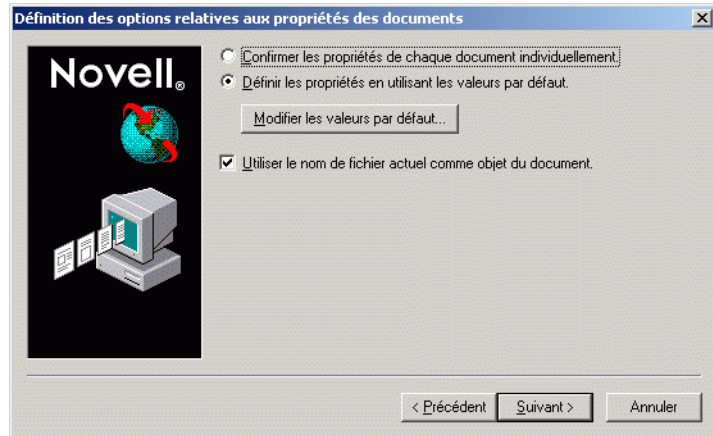 Définition des options relatives aux propriétés des documents
Novell®
Confirmer les propriétés de chaque document individuellement.
Définir les propriétés en utilisant les valeurs par défaut.
Modifier les valeurs par défaut...
Utiliser le nom de fichier actuel comme objet du document.
< Précédent
Suivant >
Annuler